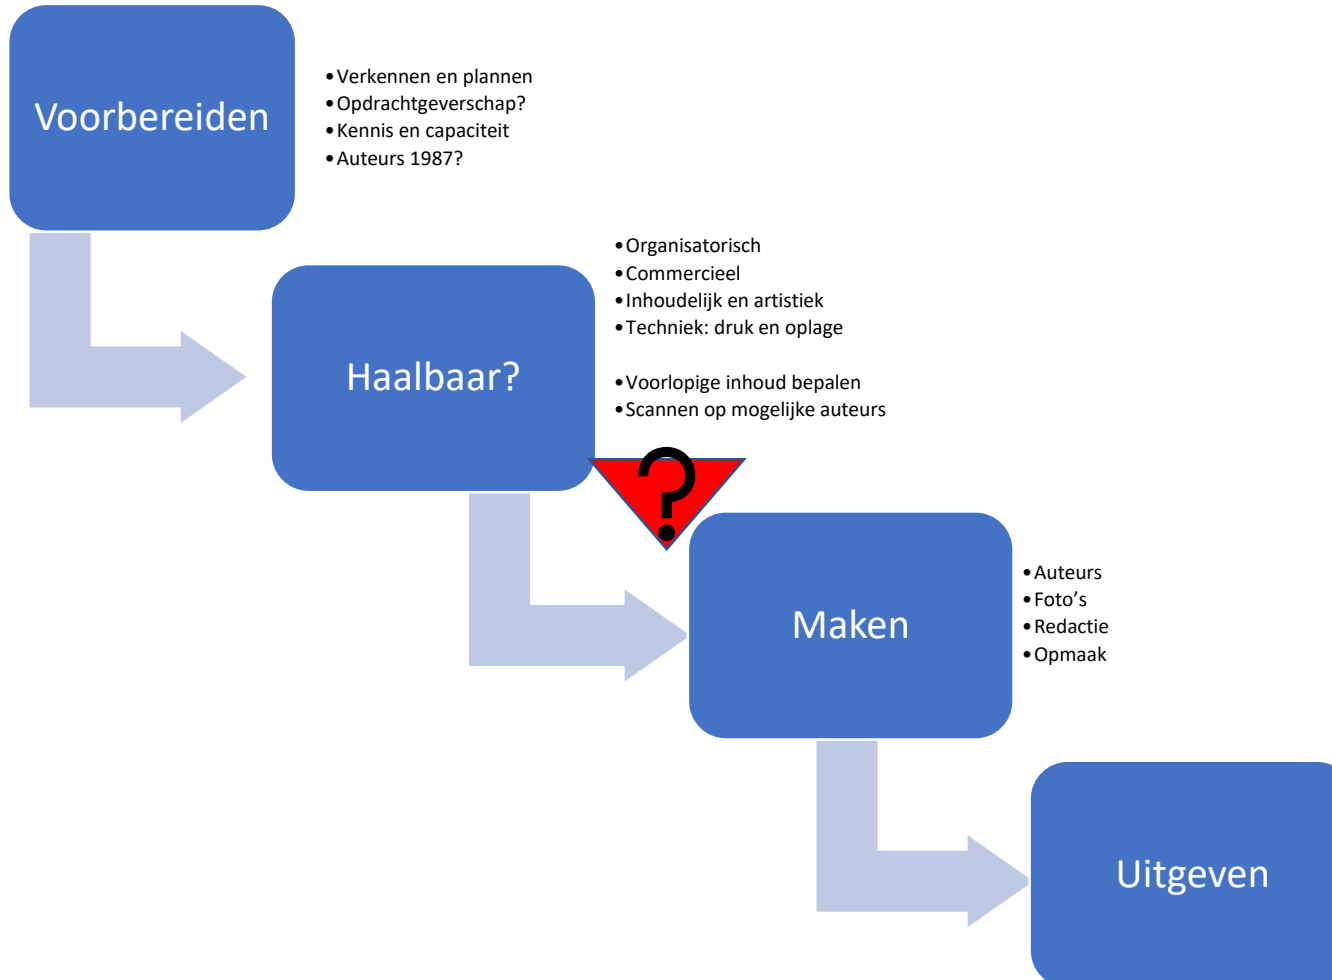 Voorbereiden
•Verkennen en plannen
•Opdrachtgeverschap?
•Kennis en capaciteit
•Auteurs 1987?
Haalbaar?
•Organisatorisch
•Commercieel
•Inhoudelijk en artistiek
•Techniek: druk en oplage
•Voorlopige inhoud bepalen
•Scannen op mogelijke auteurs
?
Maken
•Auteurs
•Foto's
•Redactie
•Opmaak
Uitgeven